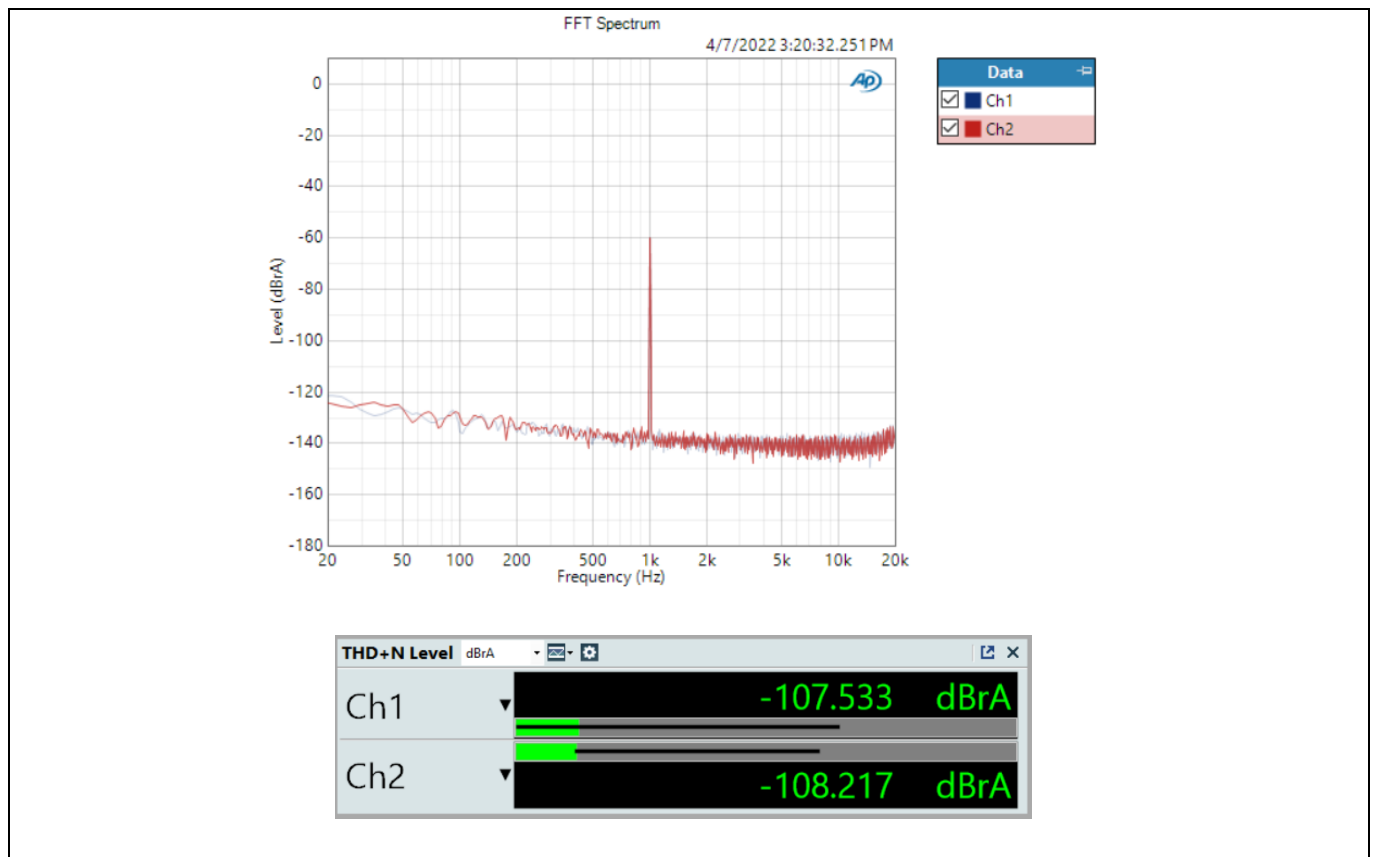 FFT Spectrum
4/7/2022 3:20:32.251 PM
AP
Data
Ch1
Ch2
Level (dBrA)
0
-20
-40
-60
-80
-100
-120
-140
-160
-180
20 50 100 200 500 1k 2k 5k 10k 20k
Frequency (Hz)
THD+N Level dBrA
Ch1 -107.533 dBrA
Ch2 -108.217 dBrA